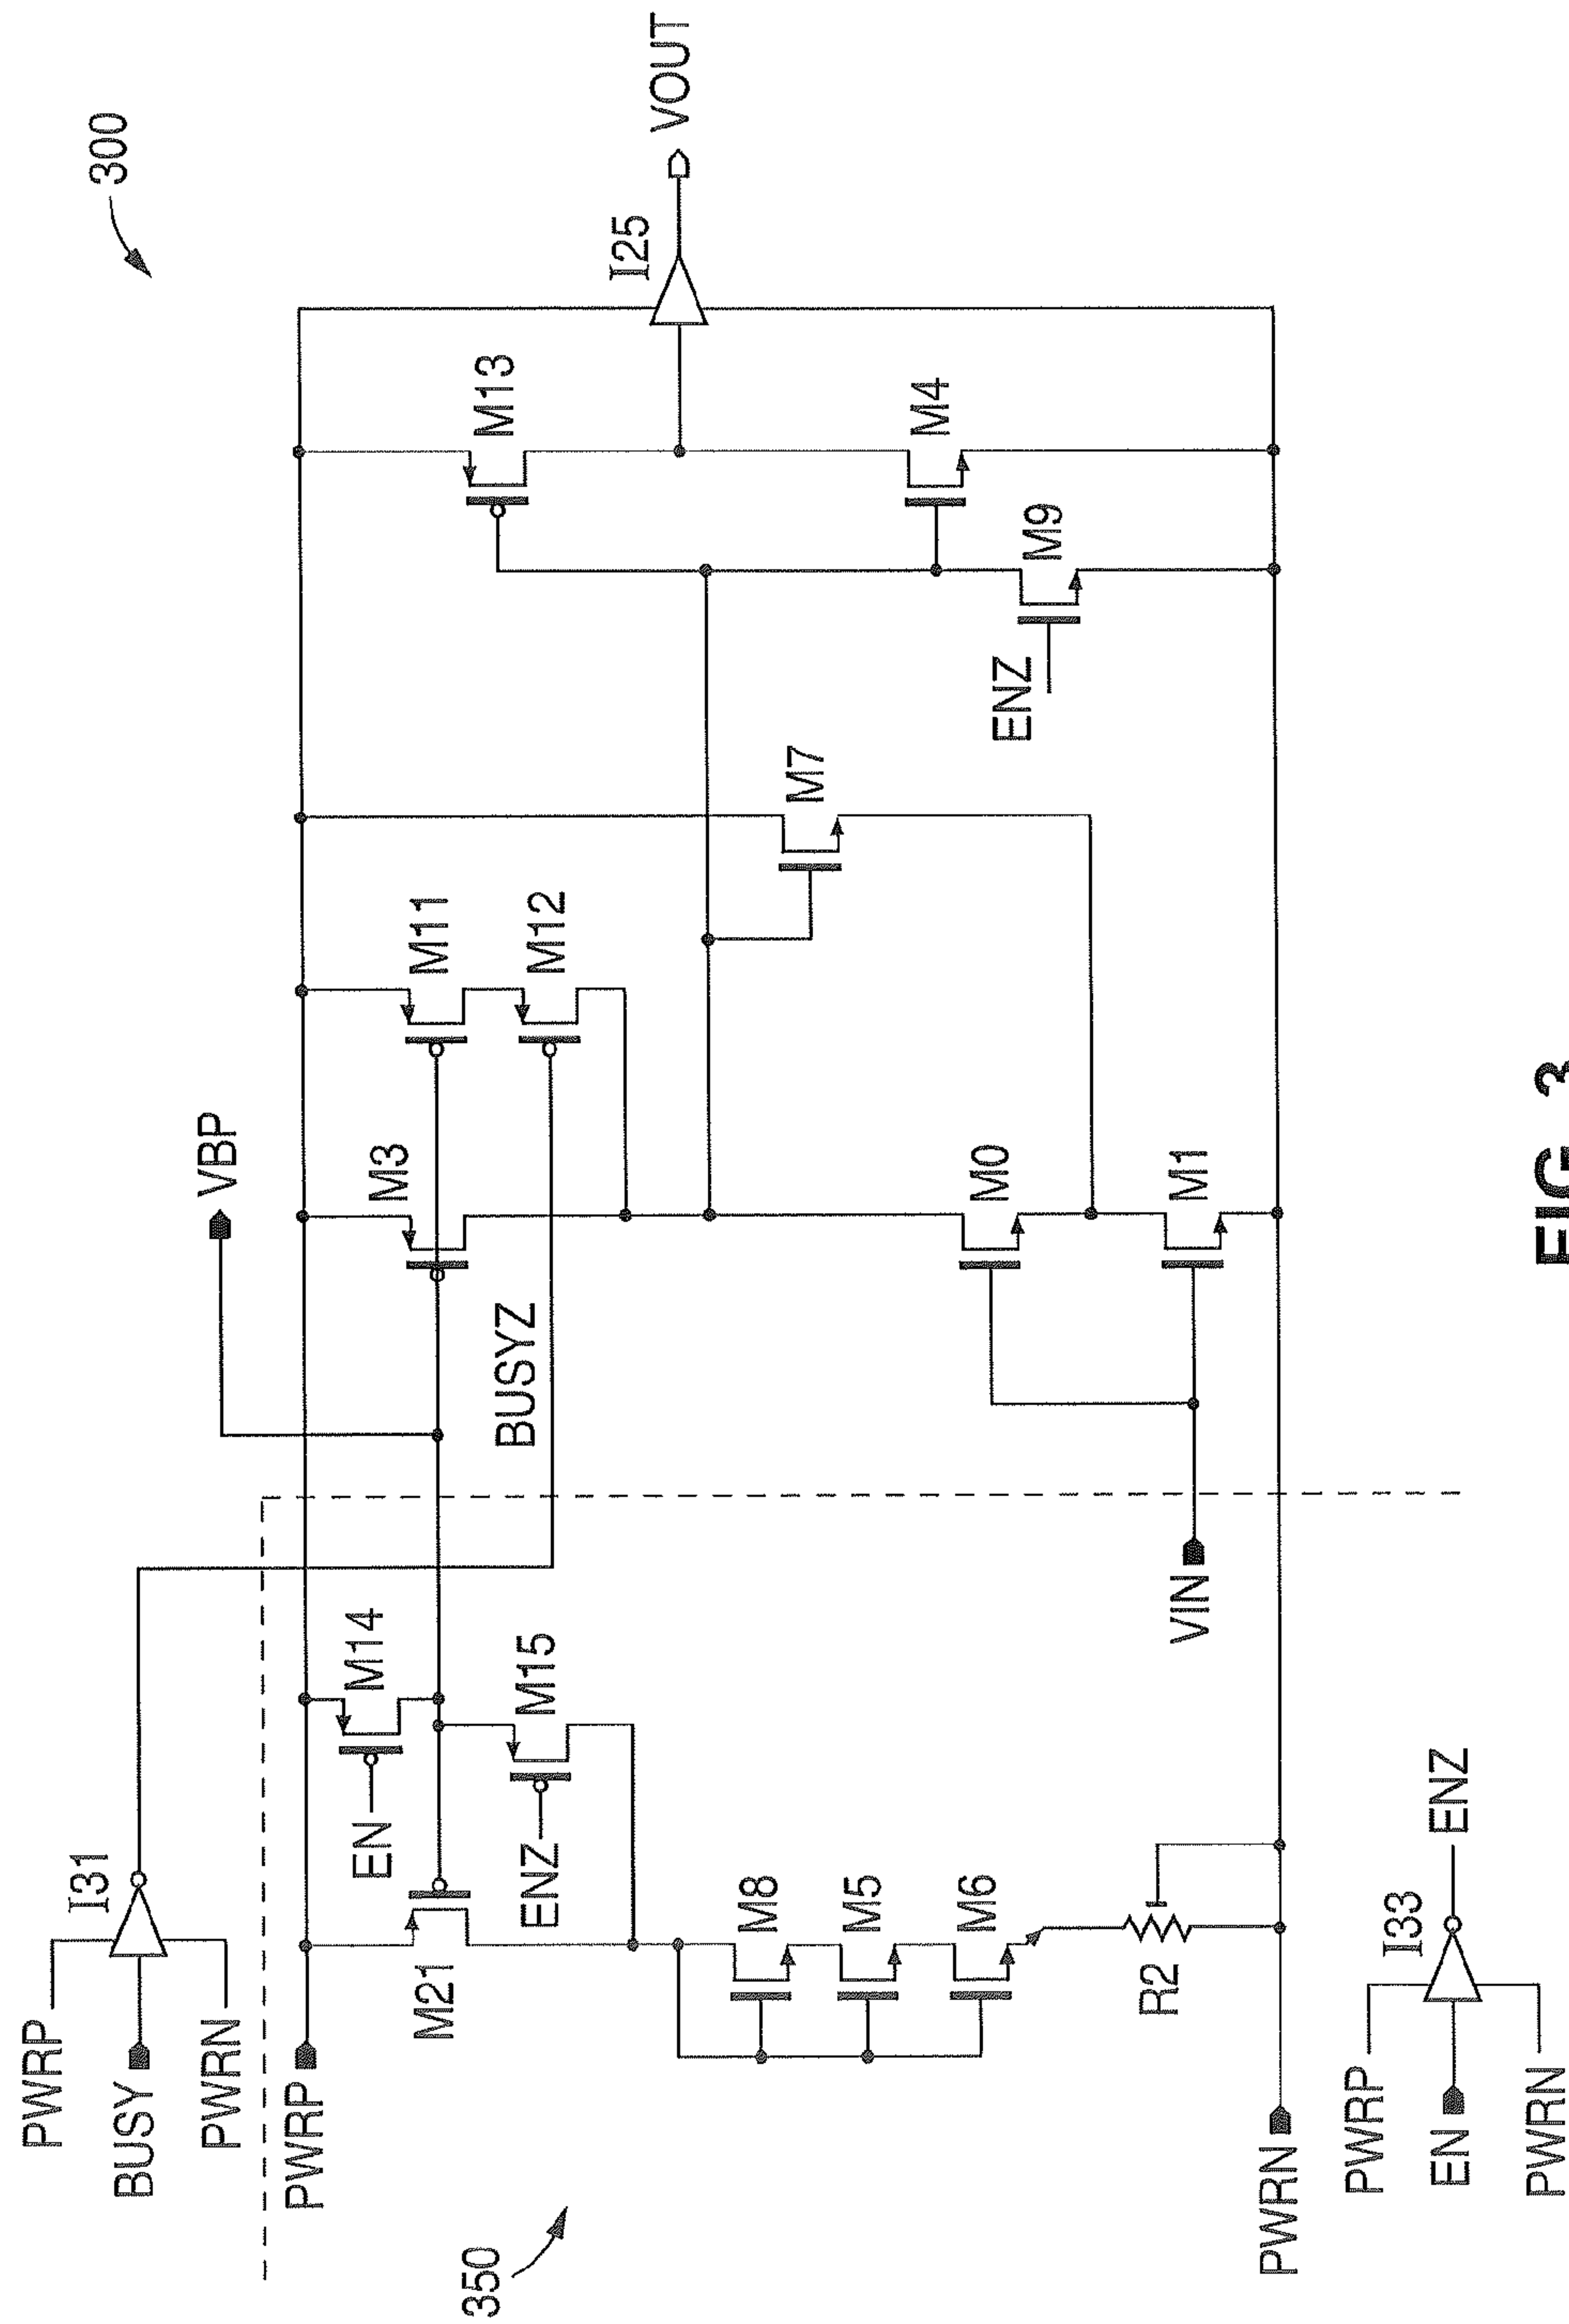 PWRP
BUSY
I31
300
PWRN
VBP
PWRP
EN
M14
M3
M11
M21
M13
350
ENZ
M15
BUSYZ
M12
I25
VOUT
M8
M7
M5
M4
M6
M0
ENZ
M9
R2
VIN
M1
PWRN
PWRP
I33
EN
ENZ
PWRN
FIG. 3